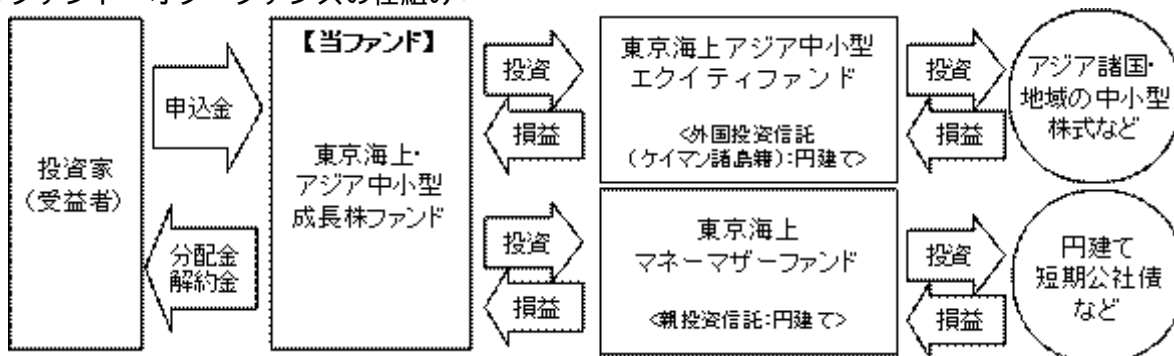 ファンド・オブ・ファンズの仕組み
投資家
(受益者)
申込金
分配金
解約金
【当ファンド】
東京海上・
アジア中小型
成長株ファンド
投資
損益
投資
損益
東京海上アジア中小型
エクイティファンド
<外国投資信託
(ケイマン諸島籍):円建て>
東京海上
マネーマザーファンド
<親投資信託:円建て>
投資
損益
投資
損益
アジア諸国・
地域の中小型
株式など
円建て
短期公社債
など